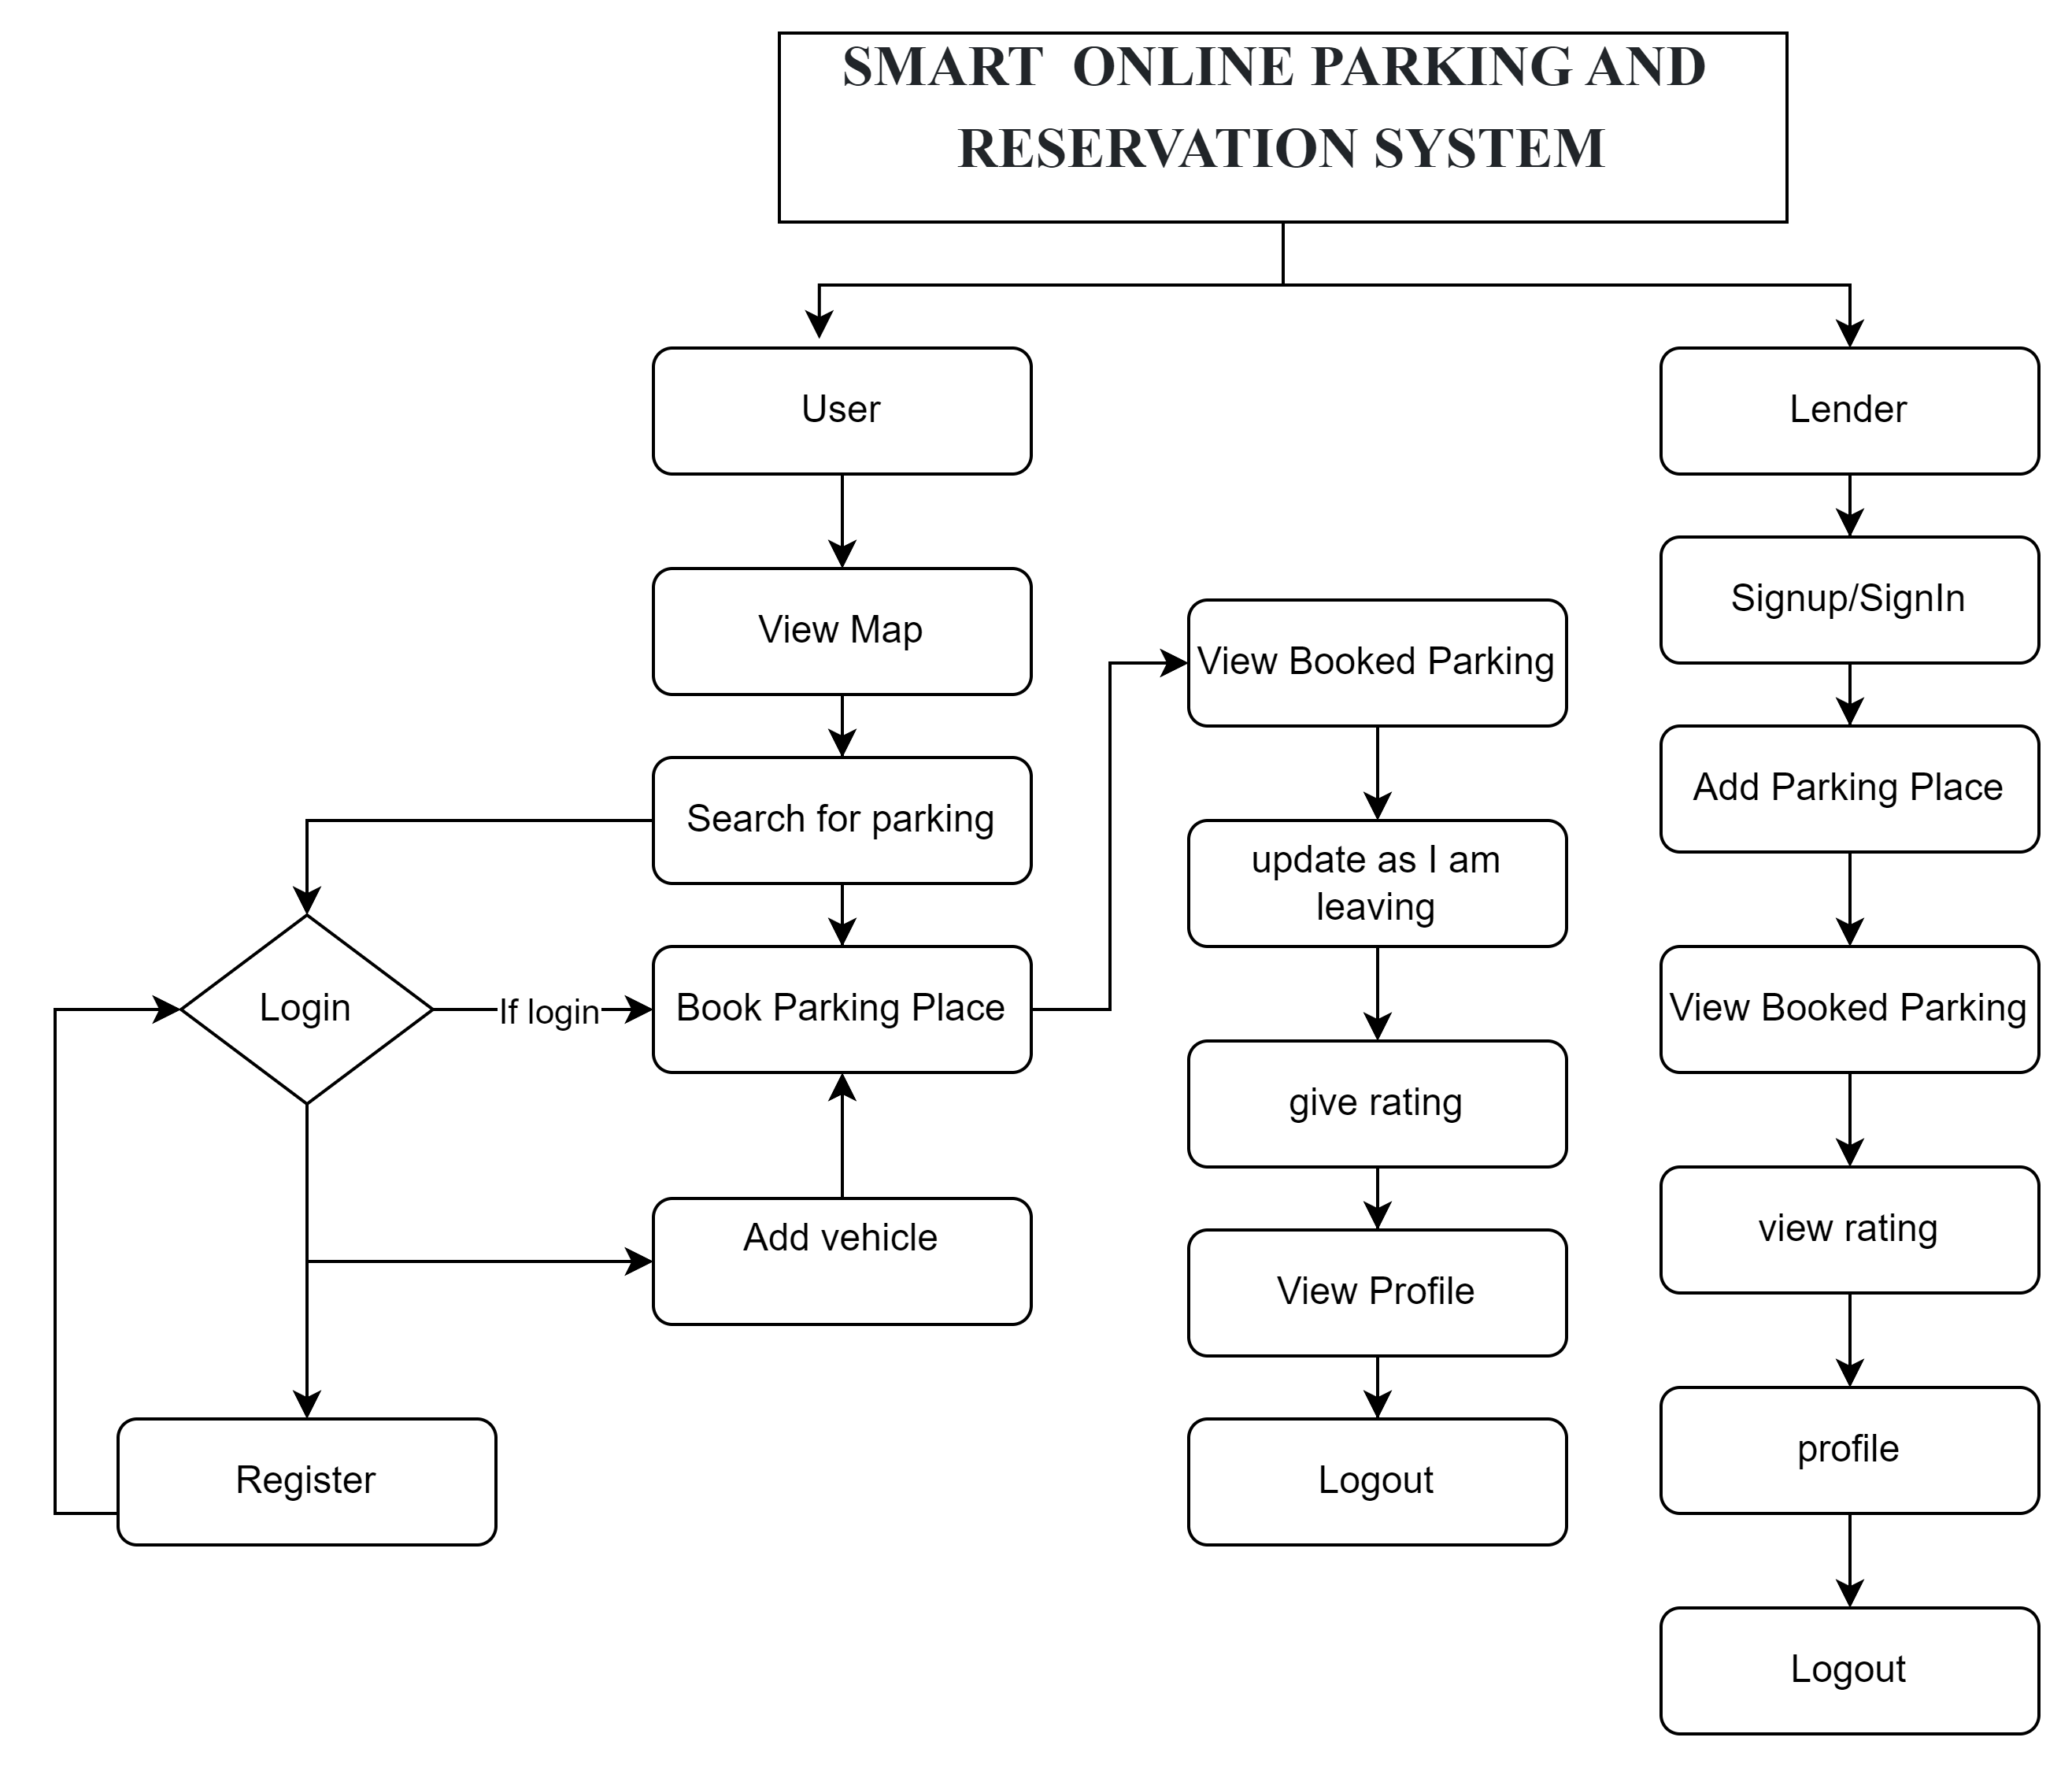 SMART ONLINE PARKING AND
RESERVATION SYSTEM
User
View Map
Search for parking
Login
If login
Book Parking Place
Add vehicle
Register
View Booked Parking
update as I am
leaving
give rating
View Profile
Logout
Lender
Signup/SignIn
Add Parking Place
View Booked Parking
view rating
profile
Logout